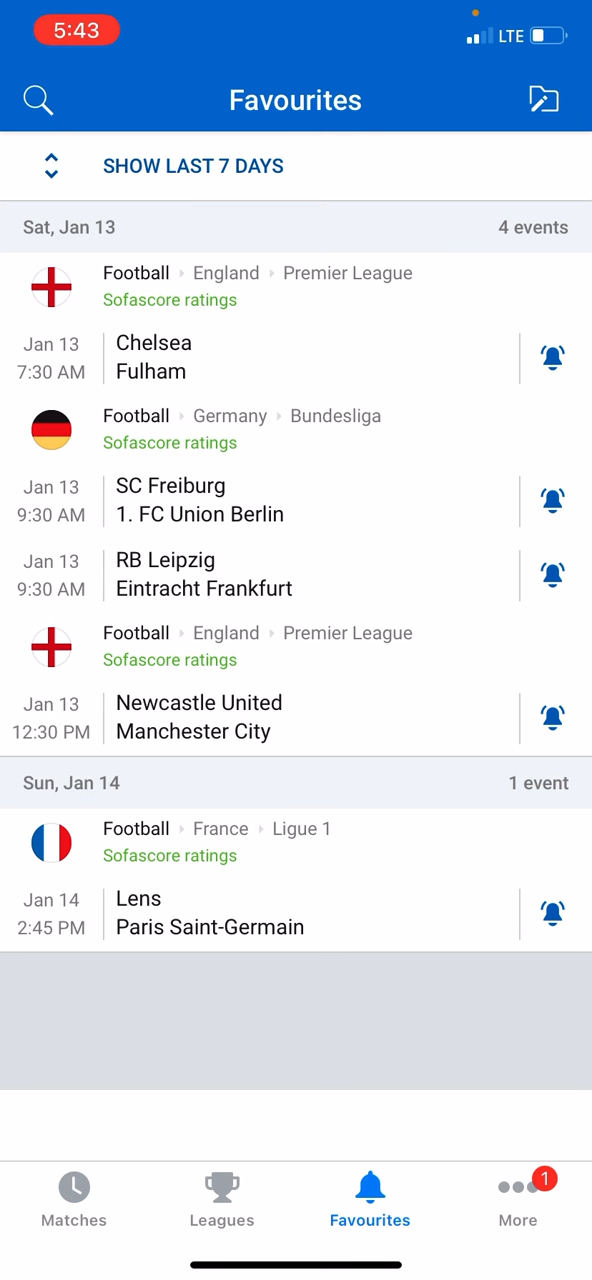 5:43
LTE
Favourites
SHOW LAST 7 DAYS
Sat, Jan 13 4 events
Football England Premier League
Sofascore ratings
Jan 13 Chelsea
7:30 AM Fulham
Football Germany Bundesliga
Sofascore ratings
Jan 13 SC Freiburg
9:30 AM 1. FC Union Berlin
Jan 13 RB Leipzig
9:30 AM Eintracht Frankfurt
Football England Premier League
Sofascore ratings
Jan 13 Newcastle United
12:30 PM Manchester City
Sun, Jan 14 1 event
Football France Ligue 1
Sofascore ratings
Jan 14 Lens
2:45 PM Paris Saint-Germain
1
Matches Leagues Favourites More